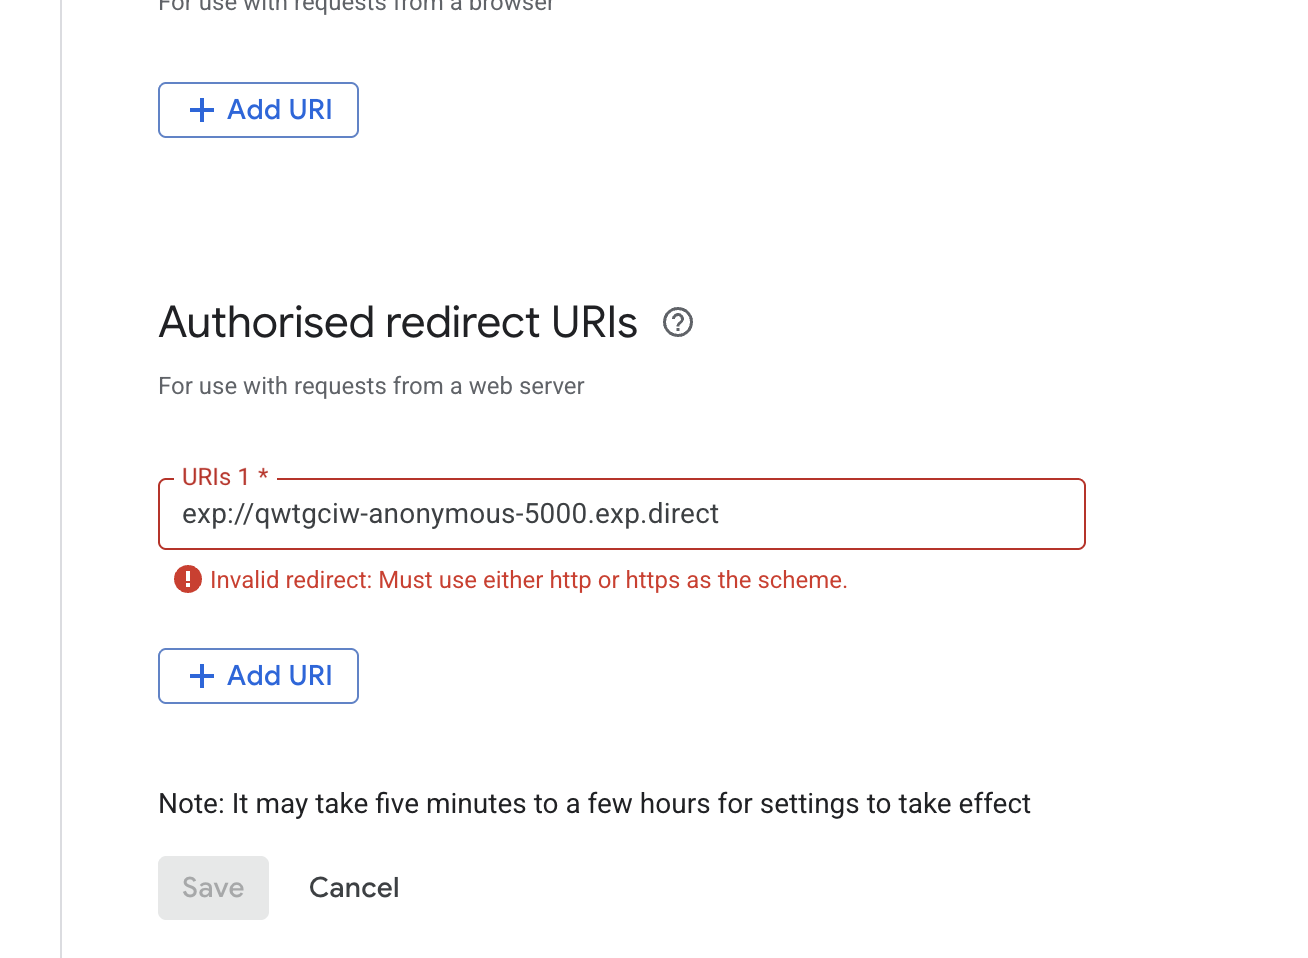 For use with requests from a browser
+ Add URI
Authorised redirect URIs
For use with requests from a web server
URIs 1 *
exp://qwtgciw-anonymous-5000.exp.direct
Invalid redirect: Must use either http or https as the scheme.
+ Add URI
Note: It may take five minutes to a few hours for settings to take effect
Save Cancel